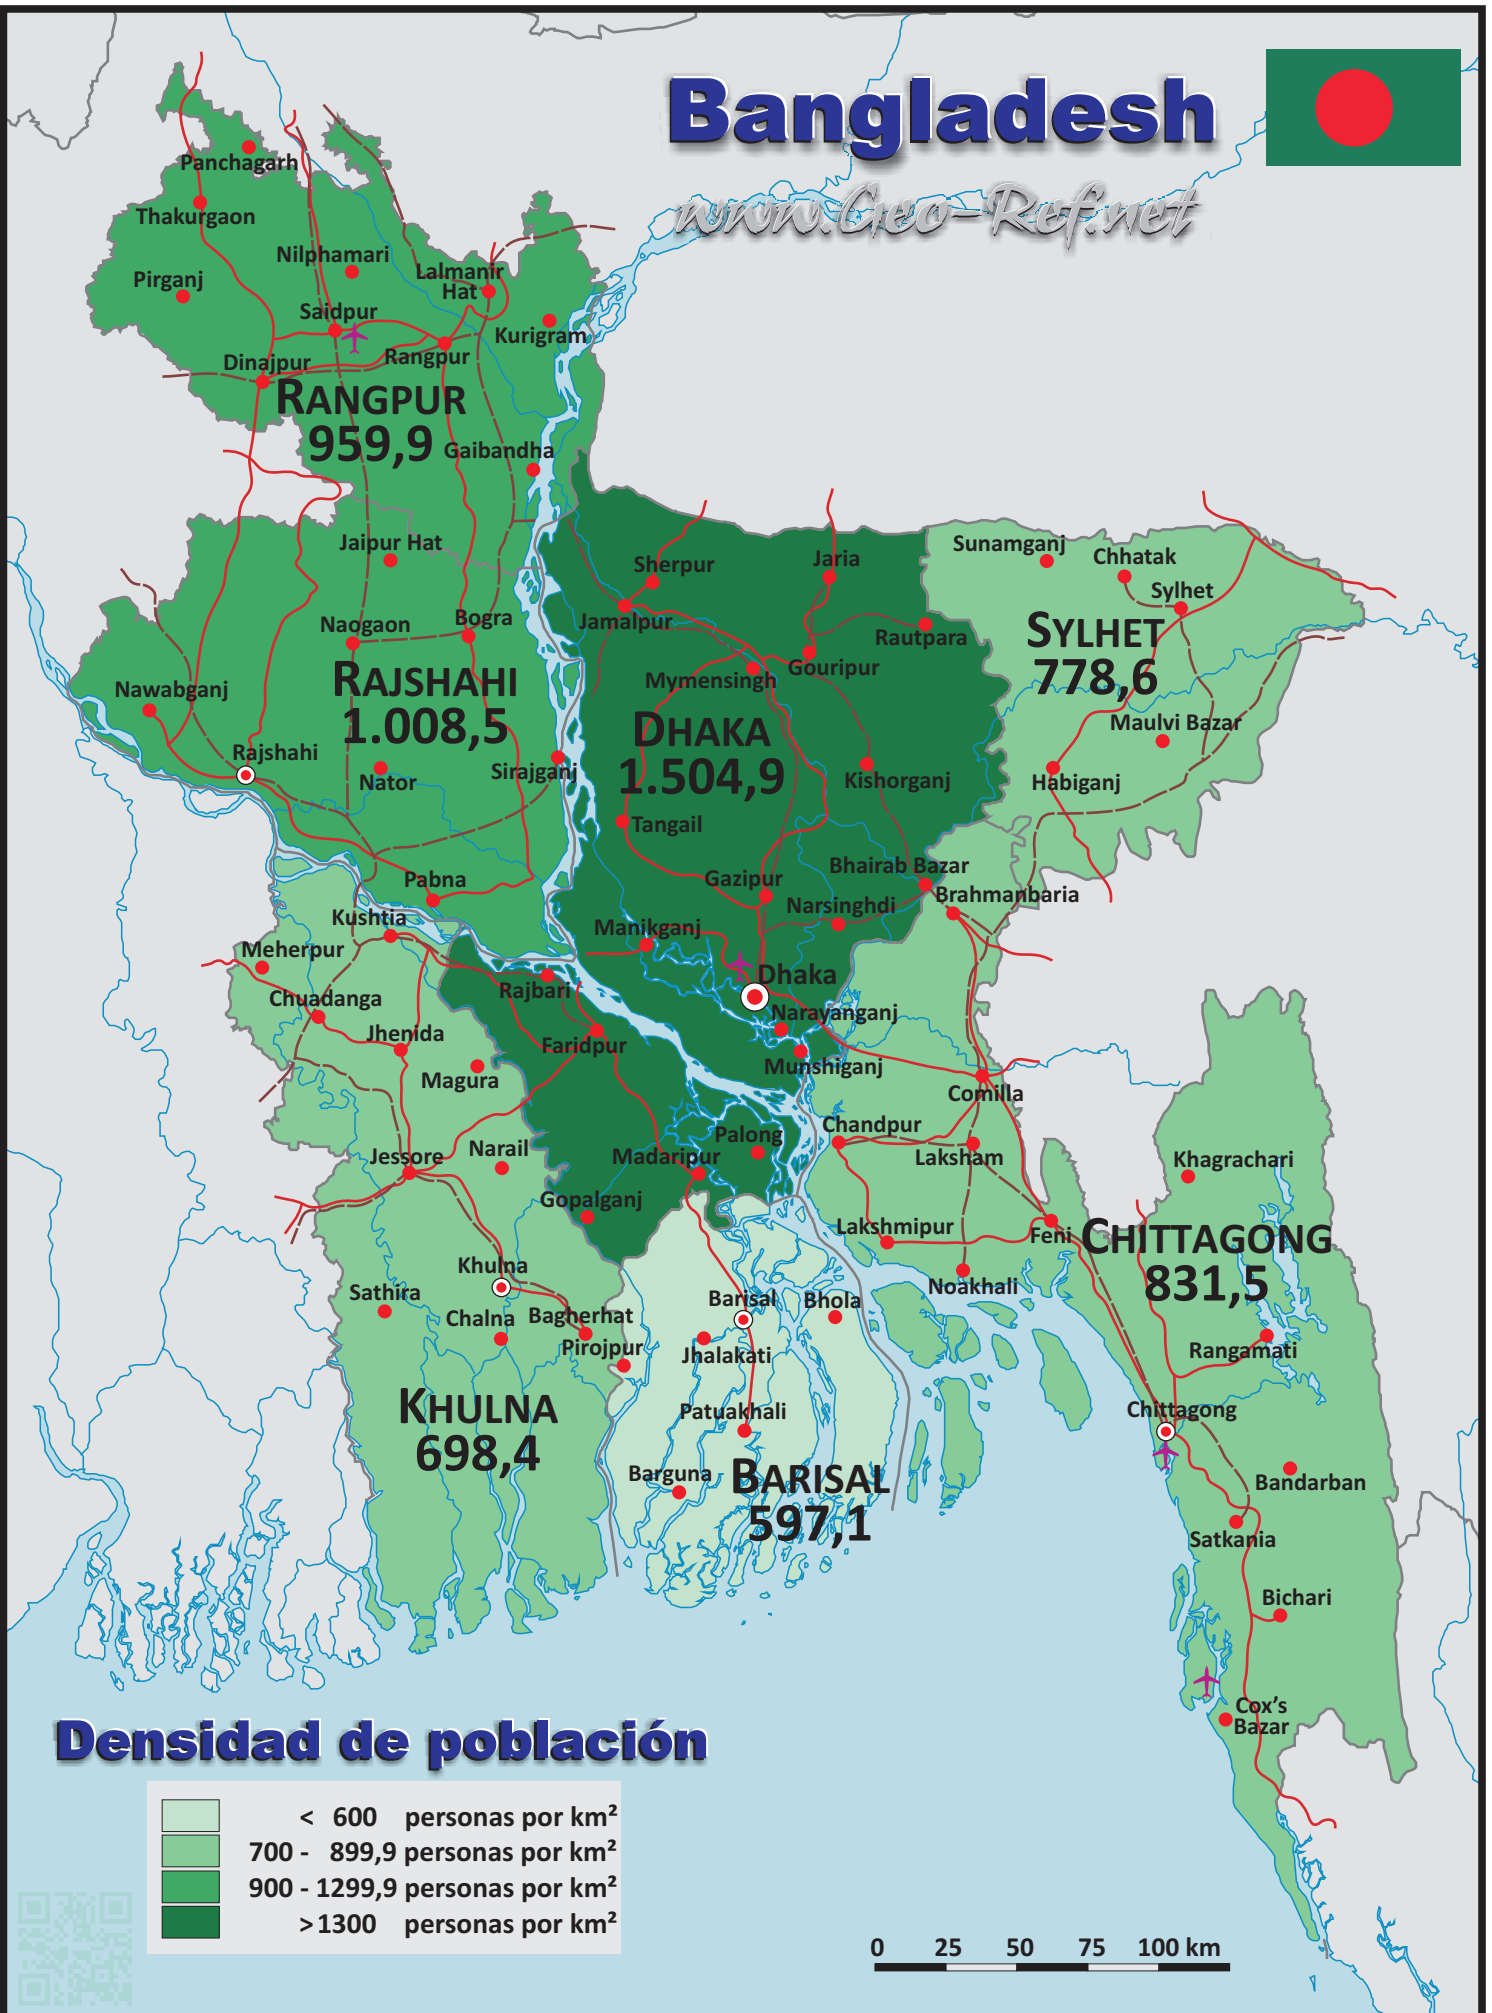 Bangladesh
www.Geo-Ref.net
Panchagarh
Thakurgaon
Nilphamari
Lalmanir
Hat
Pirganj
Saidpur
Kurigram
Dinajpur
Rangpur
RANGPUR
959,9
Gaibandha
Jaipur Hat
Sherpur
Jaria
Sunamganj
Chhatak
Sylhet
Naogaon
Bogra
Jamalpur
Rautpara
SYLHET
778,6
Gouripur
Mymensingh
Nawabganj
RAJSHAHI
1.008,5
DHAKA
1.504,9
Maulvi Bazar
Rajshahi
Nator
Sirajganj
Kishorganj
Habiganj
Tangail
Bhairab Bazar
Pabna
Gazipur
Brahmanbaria
Narsinghdi
Kushtia
Manikganj
Meherpur
Dhaka
Rajbari
Chuadanga
Narayanganj
Jhenida
Faridpur
Munshiganj
Magura
Comilla
Chandpur
Palong
Narail
Jessore
Madaripur
Laksham
Khagrachari
Gopalganj
Lakshmipur
Feni
CHITTAGONG
831,5
Khulna
Noakhali
Sathira
Barisal
Bhola
Chalna
Bagherhat
Pirojpur
Jhalakati
Rangamati
KHULNA
698,4
Patuakhali
Chittagong
Barguna
BARISAL
597,1
Bandarban
Satkania
Bichari
Cox's
Bazar
Densidad de población
< 600 personas por km²
700 - 899,9 personas por km²
900 - 1299,9 personas por km²
>1300 personas por km²
0 25 50 75 100 km